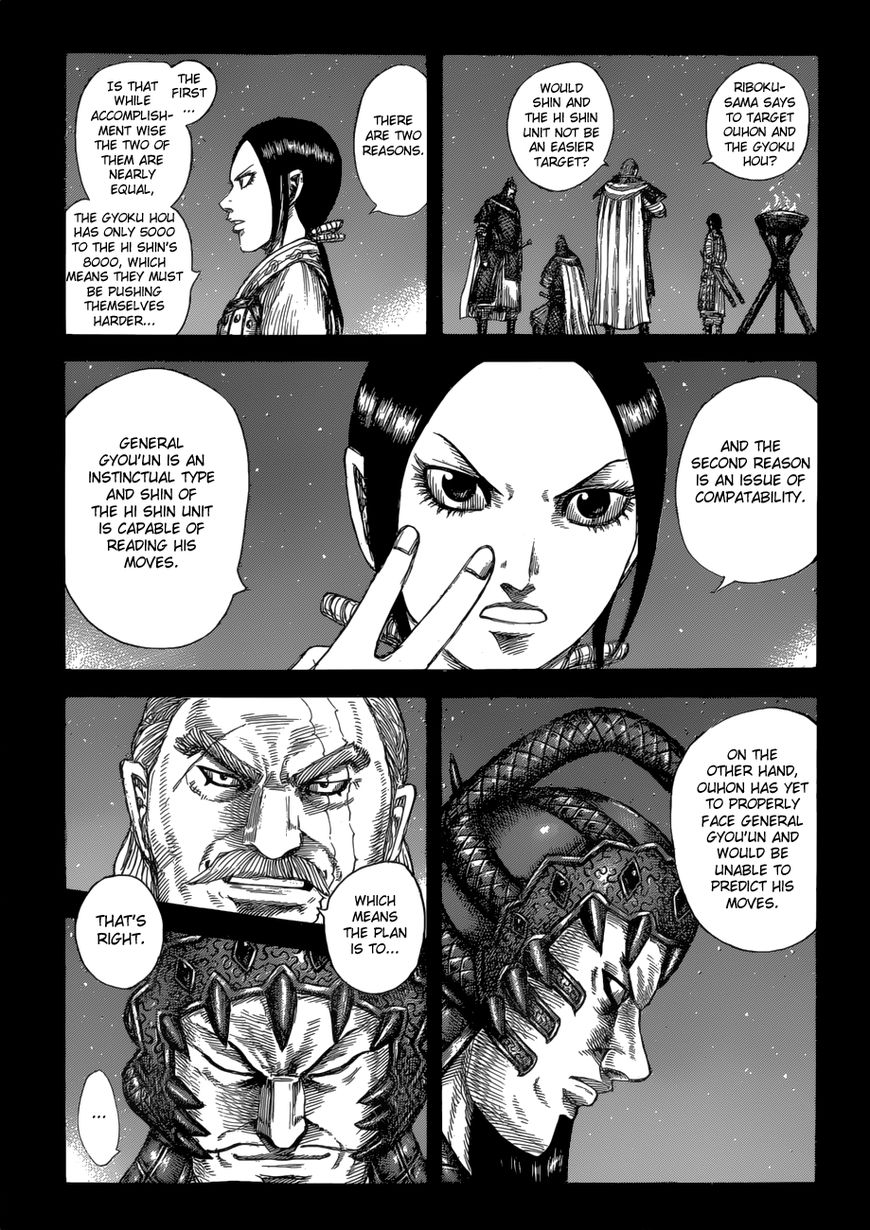 RIBOKU-
SAMA SAYS
TO TARGET
OUHON AND
THE GYOKU
HOU?
WOULD
SHIN AND
THE HI SHIN
UNIT NOT BE
AN EASIER
TARGET?
THERE
ARE TWO
REASONS.
THE
FIRST
...
IS THAT
WHILE
ACCOMPLISH-
MENT WISE
THE TWO
OF THEM ARE
NEARLY
EQUAL,
THE GYOKU HOU
HAS ONLY 5000
TO THE HI SHIN'S
8000, WHICH
MEANS THEY MUST
BE PUSHING
THEMSELVES
HARDER...
AND THE
SECOND REASON
IS AN ISSUE OF
COMPATABILITY.
GENERAL
GYOU'UN IS AN
INSTINCTUAL TYPE
AND SHIN OF
THE HI SHIN UNIT
IS CAPABLE OF
READING HIS
MOVES.
ON THE
OTHER HAND,
OUHON HAS YET
TO PROPERLY
FACE GENERAL
GYOU'UN AND
WOULD BE
UNABLE TO
PREDICT HIS
MOVES.
WHICH
MEANS
THE PLAN
IS TO...
THAT'S
RIGHT.
...